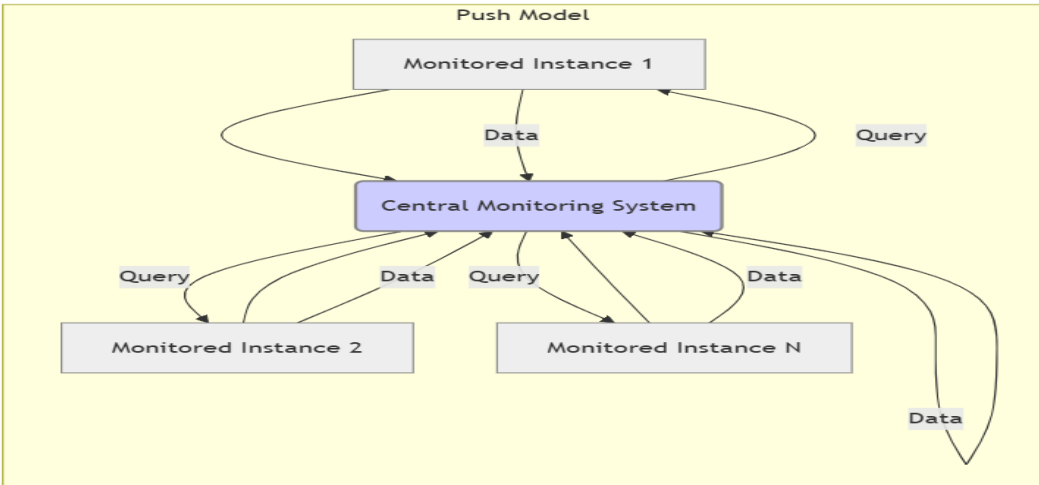 Push Model
Monitored Instance 1
Data
Query
Central Monitoring System
Query
Data
Query
Data
Monitored Instance 2
Monitored Instance N
Data